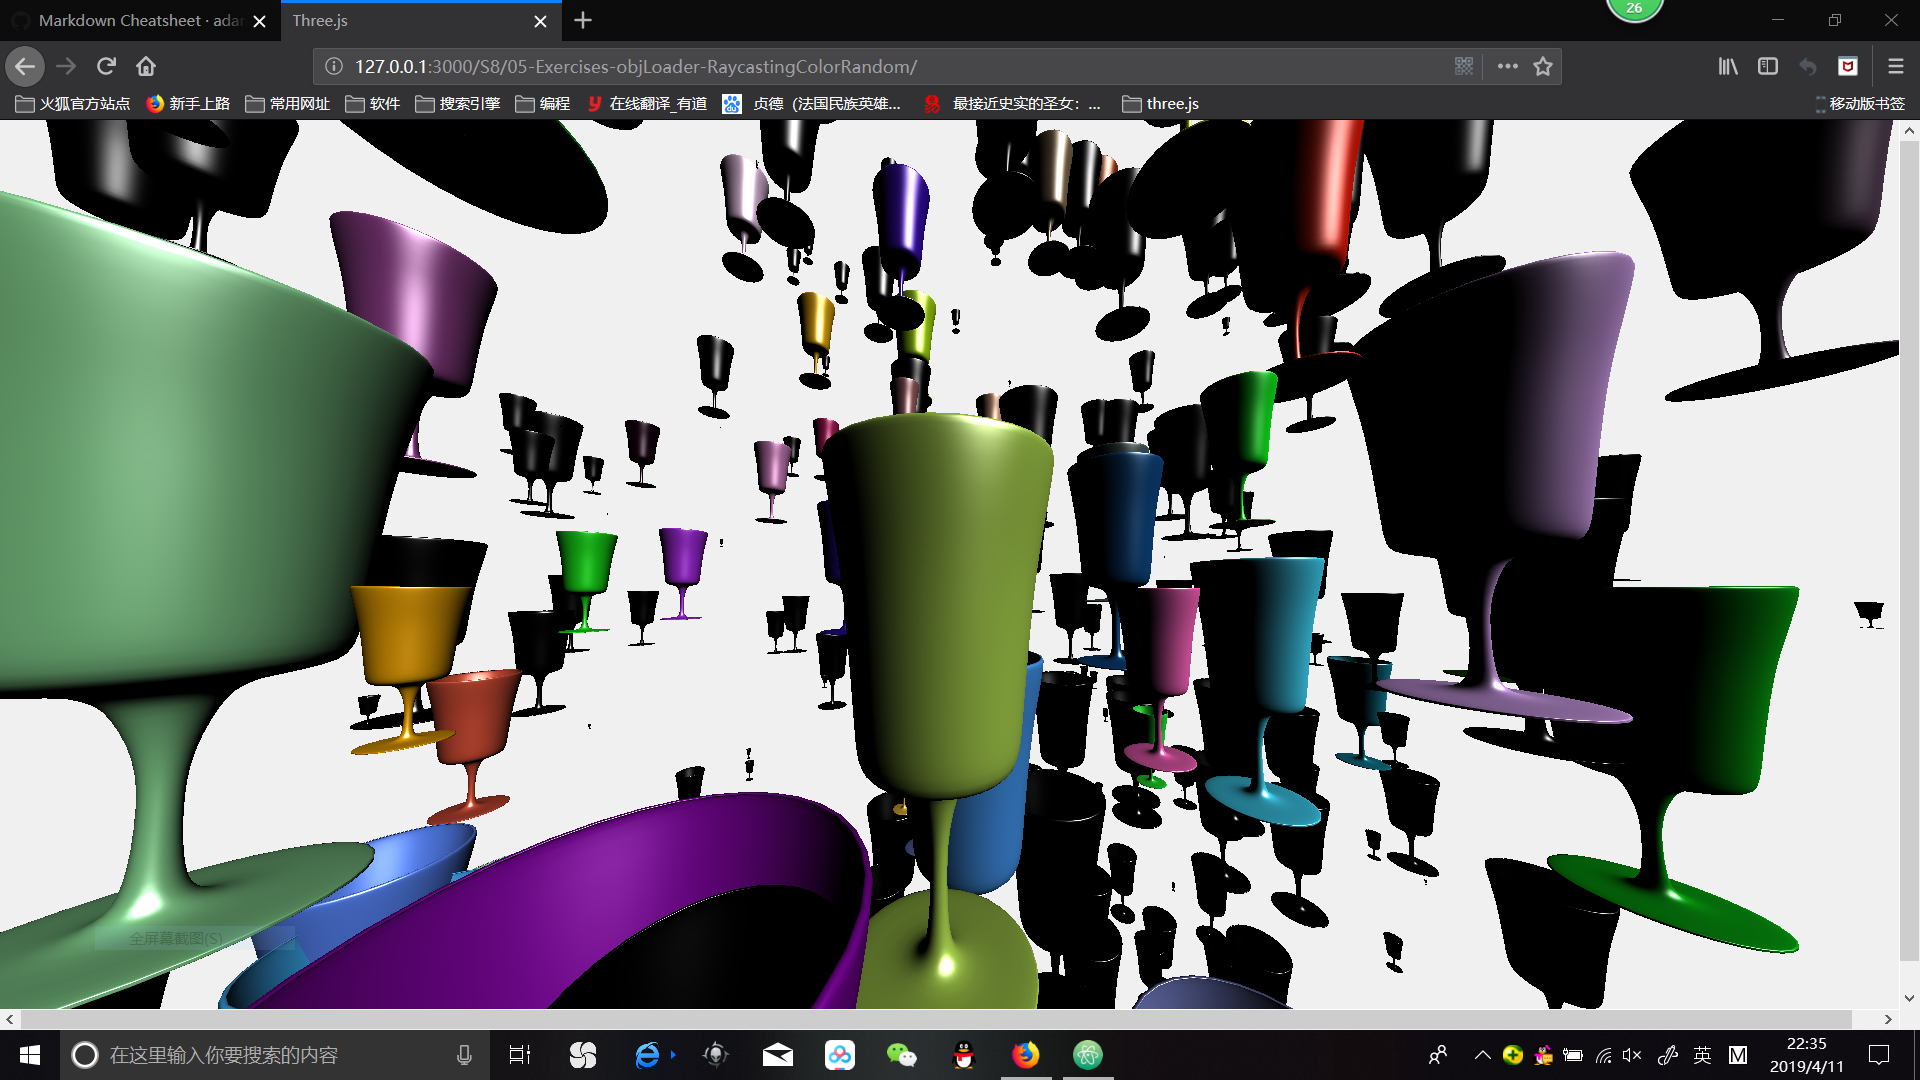 Markdown Cheatsheet · adar
Three.js
26
127.0.0.1:3000/S8/05-Exercises-objLoader-RaycastingColorRandom/
火狐官方站点
新手上路
常用网址
软件
搜索引擎
编程
在线翻译_有道
贞德（法国民族英雄...
最接近史实的圣女：...
three.js
移动版书签
全屏幕截图(S)
在这里输入你要搜索的内容
英
M
22:35
2019/4/11